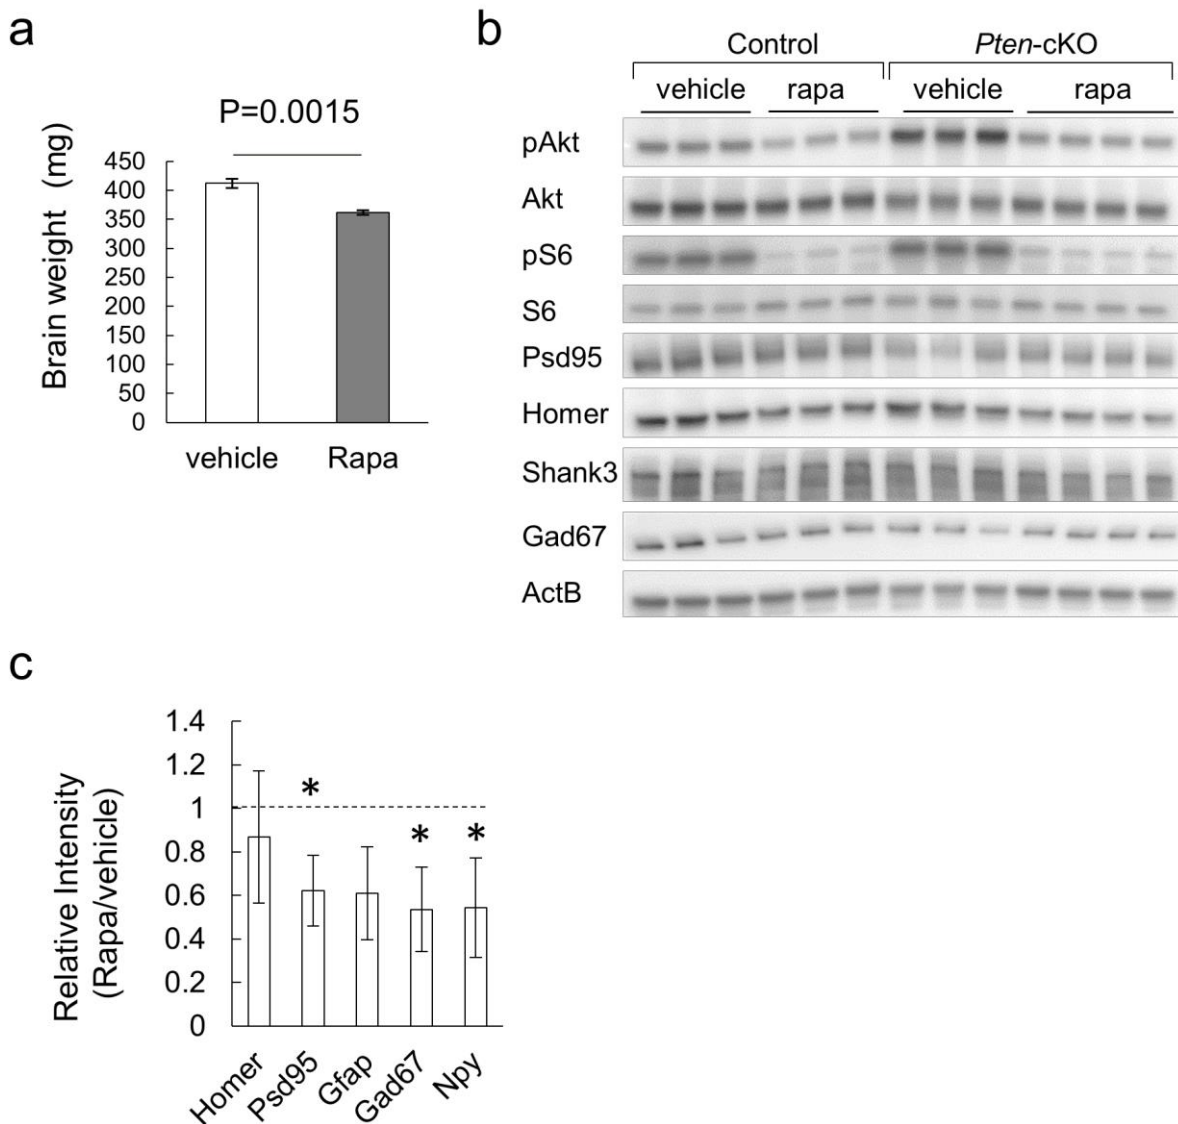 a
P=0.0015
Brain weight (mg)
450
400
350
300
250
200
150
100
50
0
vehicle Rapa
b
Control Pten-cKO
vehicle rapa vehicle rapa
pAkt
Akt
pS6
S6
Psd95
Homer
Shank3
Gad67
ActB
c
Relative Intensity
(Rapa/vehicle)
1.4
1.2
1
0.8
0.6
0.4
0.2
0
*
* *
Homer Psd95 Gfap Gad67 Npy